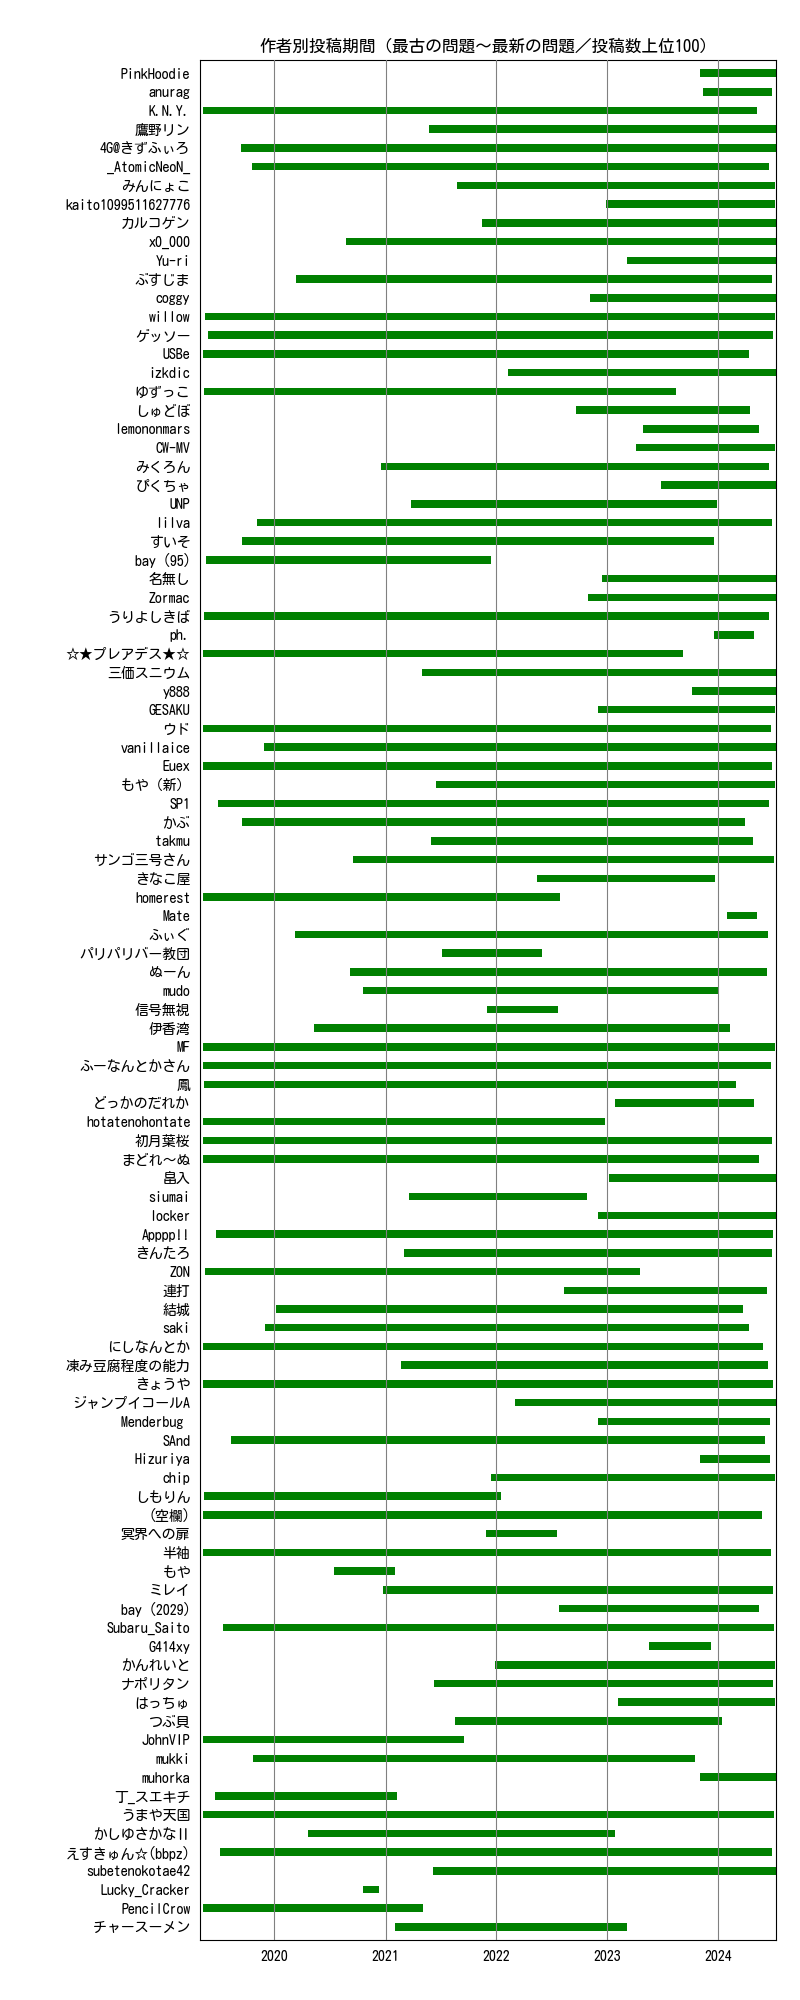 作者別投稿期間（最古の問題～最新の問題／投稿数上位100）
PinkHoodie
anurag
K.N.Y.
鷹野リン
4G@きずふぃろ
_AtomicNeoN_
みんにょこ
kaito1099511627776
カルコゲン
x0_000
Yu-ri
ぶすじま
coggy
willow
ゲッソー
USBe
izkdic
ゆずっこ
しゅどぼ
lemononmars
CW-MV
みくろん
ぴくちゃ
UNP
lilva
すいそ
bay (95)
名無し
Zormac
うりよしきば
ph.
☆★プレアデス★☆
三価スニウム
y888
GESAKU
ウド
vanillaice
Euex
もや（新）
SP1
かぶ
takmu
サンゴ三号さん
きなこ屋
homerest
Mate
ふぃぐ
パリパリバー教団
ぬーん
mudo
信号無視
伊香湾
MF
ふーなんとかさん
鳳
どっかのだれか
hotatenohontate
初月葉桜
まどれ～ぬ
畠入
siumai
locker
Appppll
きんたろ
ZON
連打
結城
saki
にしなんとか
凍み豆腐程度の能力
きょうや
ジャンプイコールA
Menderbug
SAnd
Hizuriya
chip
しもりん
(空欄)
冥界への扉
半袖
もや
ミレイ
bay (2029)
Subaru_Saito
G414xy
かんれいと
ナポリタン
はっちゅ
つぶ貝
JohnVIP
mukki
muhorka
丁_スエキチ
うまや天国
かしゆさかなII
えすきゅん☆(bbpz)
subetenokotae42
Lucky_Cracker
PencilCrow
チャースーメン
2020 2021 2022 2023 2024